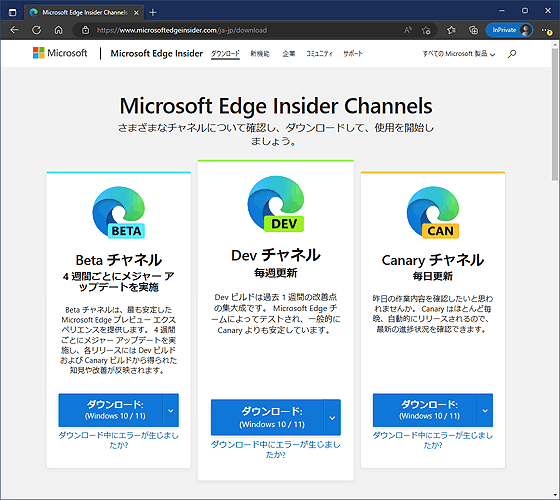 Microsoft Edge Insider Channels
https://www.microsoftedgeinsider.com/ja-jp/download
InPrivate
Microsoft | Microsoft Edge Insider ダウンロード 新機能 企業 コミュニティ サポート すべての Microsoft 製品
Microsoft Edge Insider Channels
さまざまなチャネルについて確認し、ダウンロードして、使用を開始し
ましょう。
BETA
Beta チャネル
4 週間ごとにメジャー ア
ップデートを実施
Beta チャネルは、最も安定した
Microsoft Edge プレビュー エクス
ペリエンスを提供します。 4 週間
ごとにメジャー アップデートを実
施し、各リリースには Dev ビルド
および Canary ビルドから得られた
知見や改善が反映されます。
ダウンロード:
(Windows 10 / 11)
ダウンロード中にエラーが生じまし
たか?
DEV
Dev チャネル
毎週更新
Dev ビルドは過去 1 週間の改善点
の集大成です。 Microsoft Edge チ
ームによってテストされ、一般的に
Canary よりも安定しています。
ダウンロード:
(Windows 10 / 11)
ダウンロード中にエラーが生じまし
たか?
CAN
Canary チャネル
毎日更新
昨日の作業内容を確認したいと思わ
れませんか。 Canary はほとんど毎
晩、自動的にリリースされるので、
最新の進捗状況を確認できます。
ダウンロード:
(Windows 10 / 11)
ダウンロード中にエラーが生じまし
たか?